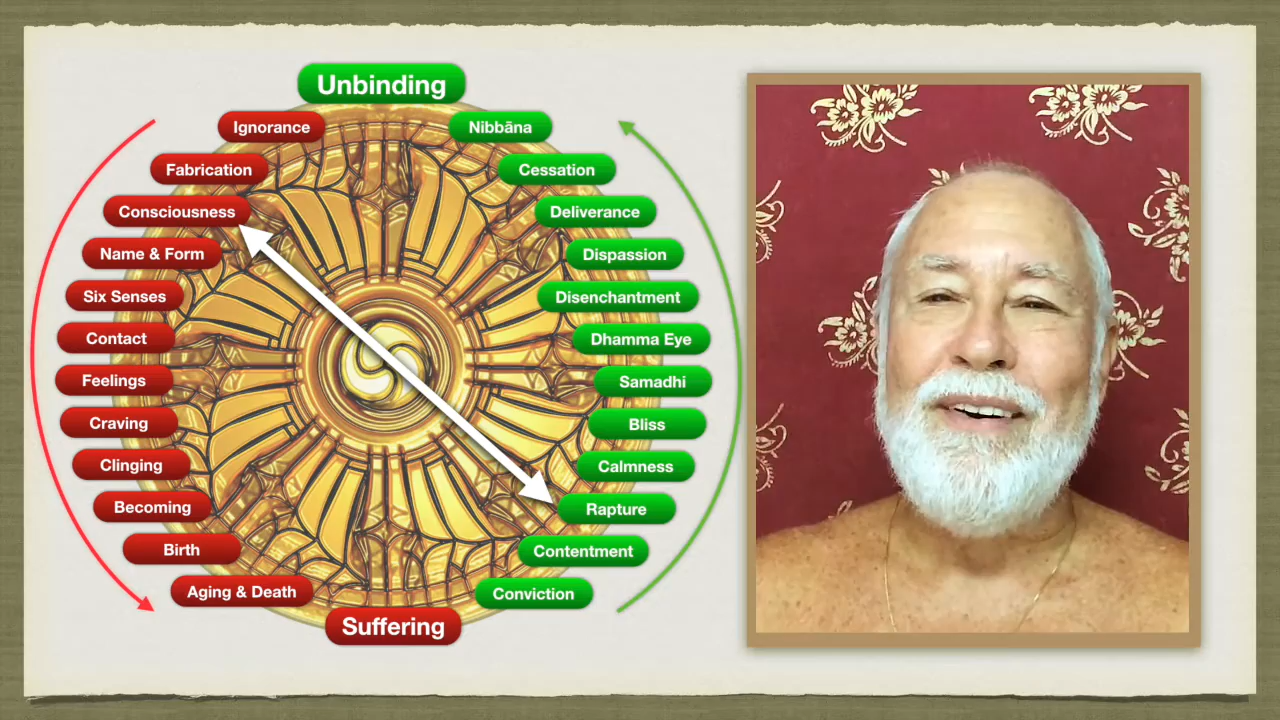 Unbinding
Ignorance
Fabrication
Consciousness
Name & Form
Six Senses
Contact
Feelings
Craving
Clinging
Becoming
Birth
Aging & Death
Suffering
Nibbāna
Cessation
Deliverance
Dispassion
Disenchantment
Dhamma Eye
Samadhi
Bliss
Calmness
Rapture
Contentment
Conviction